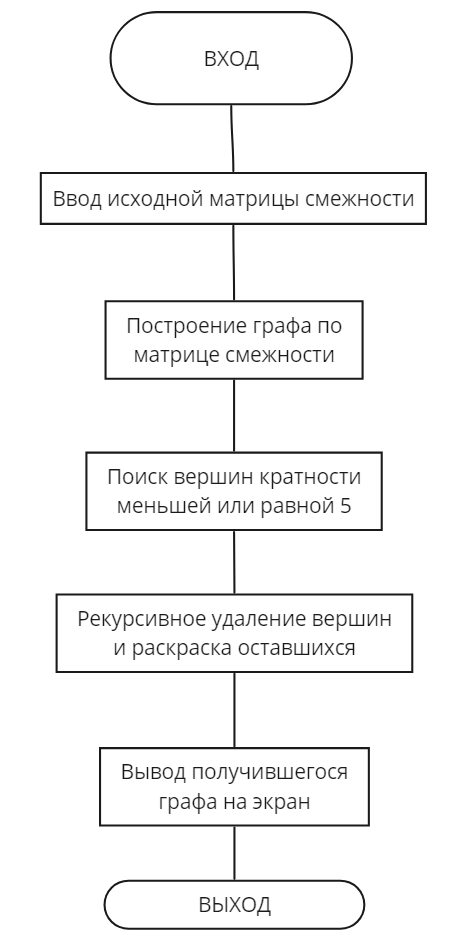 ВХОД
Ввод исходной матрицы смежности
Построение графа по
матрице смежности
Поиск вершин кратности
меньшей или равной 5
Рекурсивное удаление вершин
и раскраска оставшихся
Вывод получившегося
графа на экран
ВЫХОД